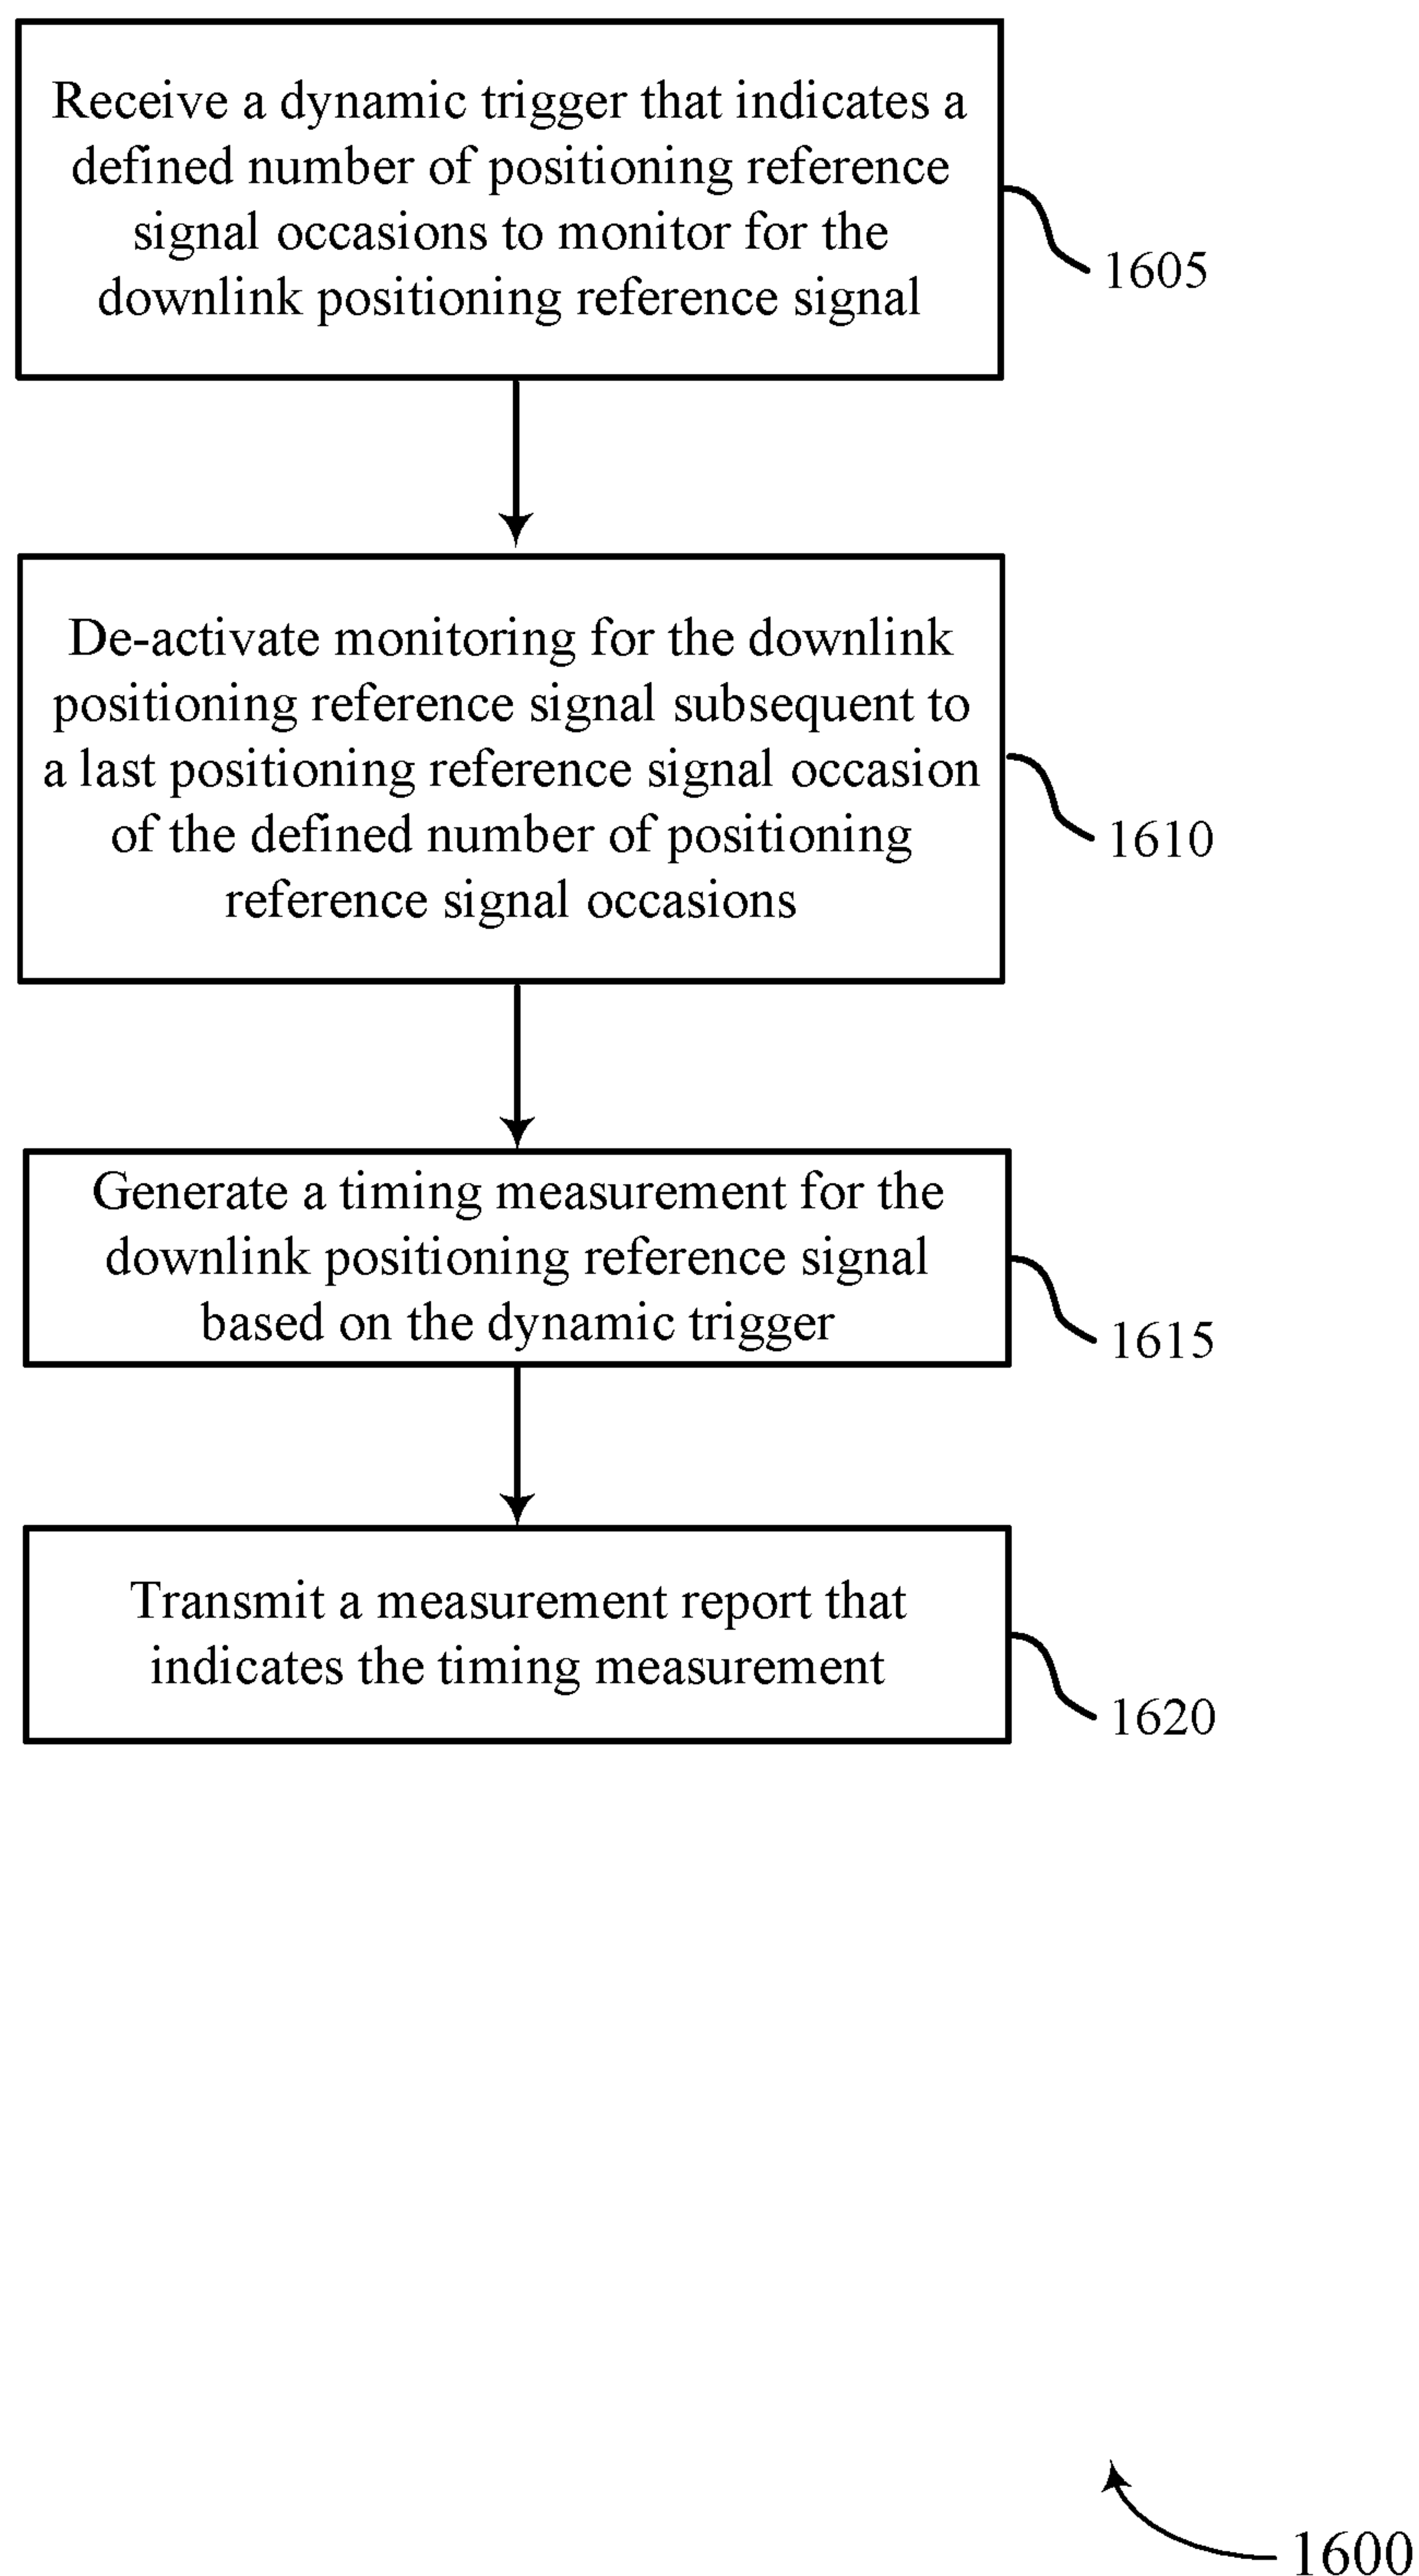 Receive a dynamic trigger that indicates a
defined number of positioning reference
signal occasions to monitor for the
downlink positioning reference signal
1605
De-activate monitoring for the downlink
positioning reference signal subsequent to
a last positioning reference signal occasion
of the defined number of positioning
reference signal occasions
1610
Generate a timing measurement for the
downlink positioning reference signal
based on the dynamic trigger
1615
Transmit a measurement report that
indicates the timing measurement
1620
1600